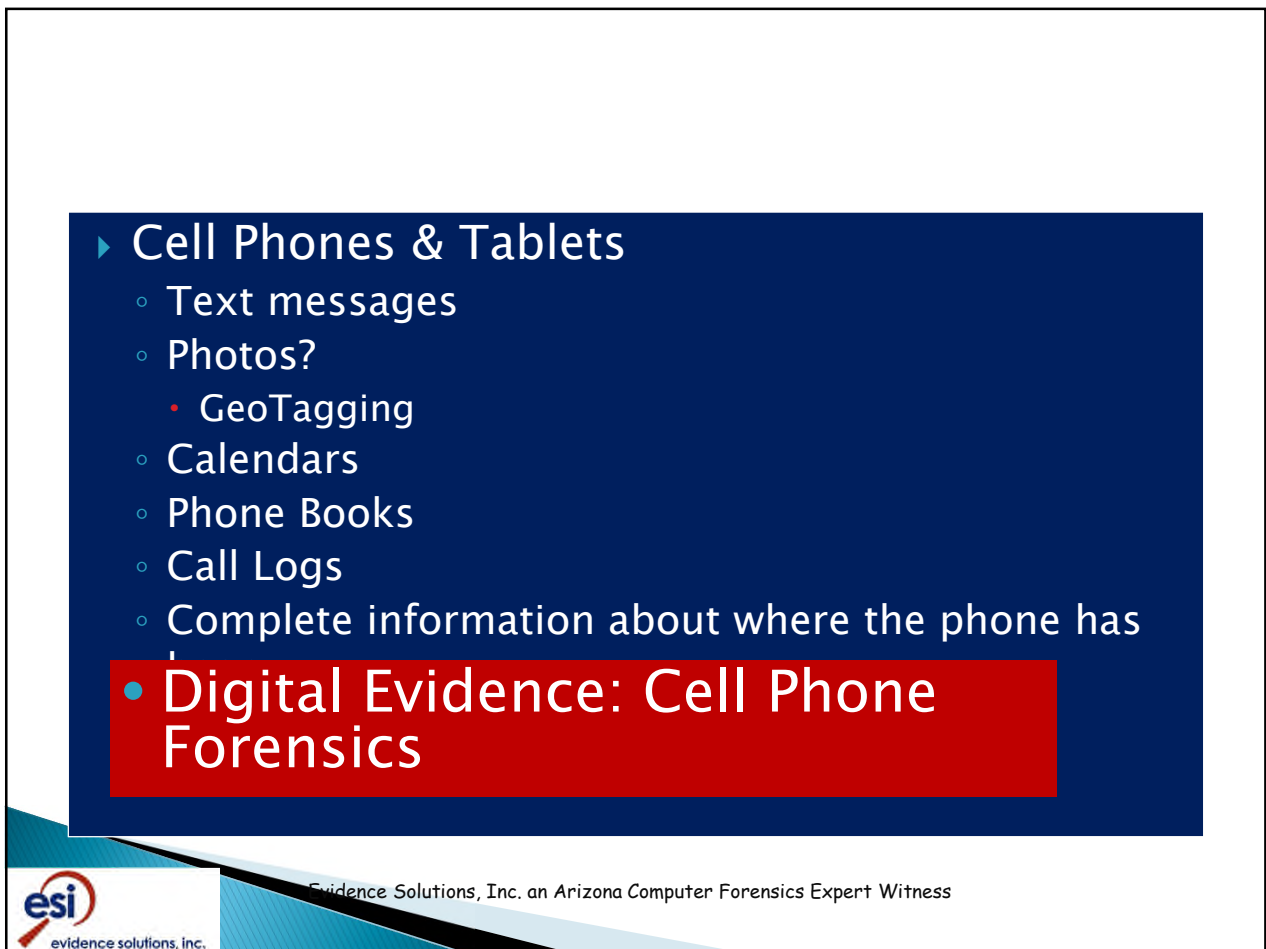 Cell Phones & Tablets
Text messages
Photos?
GeoTagging
Calendars
Phone Books
Call Logs
Complete information about where the phone has
Digital Evidence: Cell Phone
Forensics
Evidence Solutions, Inc. an Arizona Computer Forensics Expert Witness
esi
evidence solutions, inc.